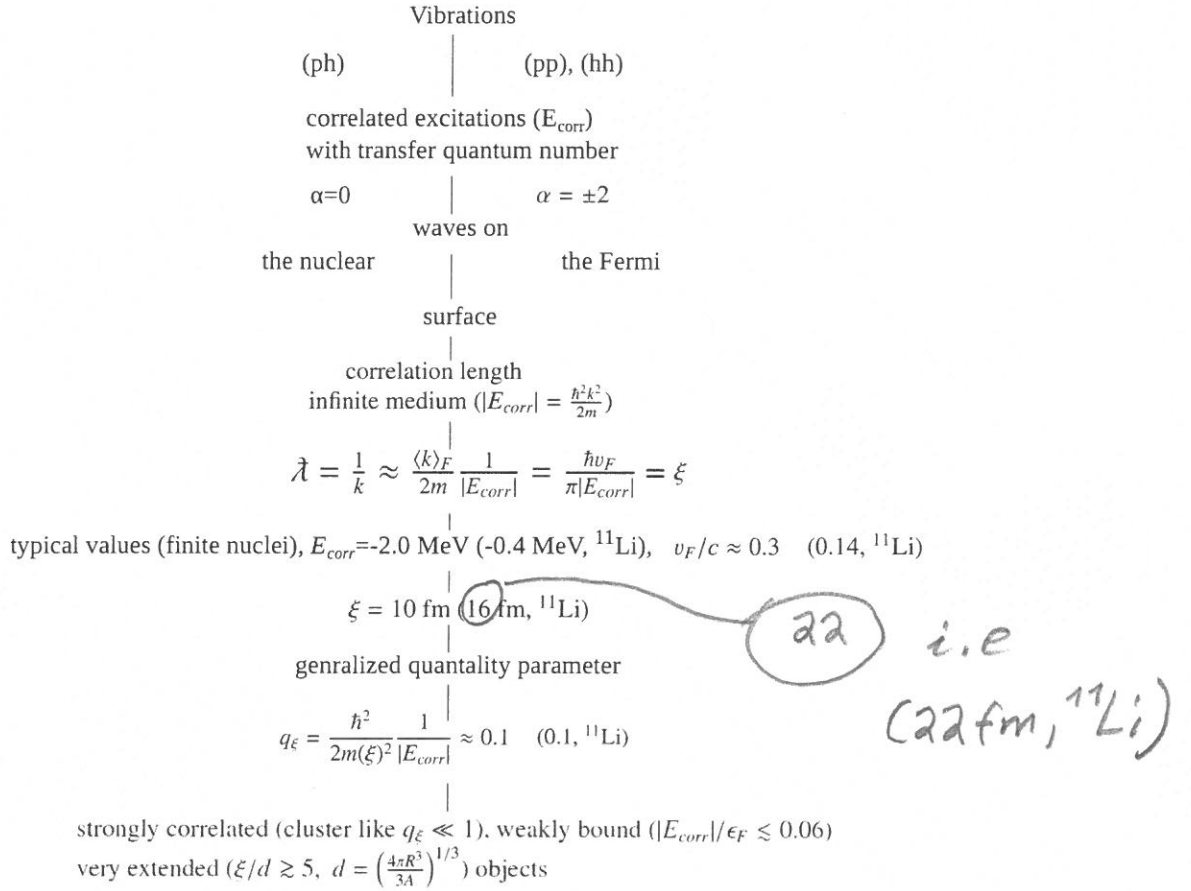 Vibrations
(ph) (pp), (hh)
correlated excitations (E_corr)
with transfer quantum number
α=0 α = ±2
waves on
the nuclear the Fermi
surface
correlation length
infinite medium (|E_corr| = ħ²k²/2m)
ƛ = 1/k ≈ ⟨k⟩_F/2m 1/|E_corr| = ħv_F/π|E_corr| = ξ
typical values (finite nuclei), E_corr=-2.0 MeV (-0.4 MeV, ¹¹Li), v_F/c ≈ 0.3 (0.14, ¹¹Li)
ξ = 10 fm (16 fm, ¹¹Li)
22 i.e
(22 fm, ¹¹Li)
genralized quantality parameter
q_ξ = ħ²/2m(ξ)² 1/|E_corr| ≈ 0.1 (0.1, ¹¹Li)
strongly correlated (cluster like q_ξ ≪ 1), weakly bound (|E_corr|/ϵ_F ≲ 0.06)
very extended (ξ/d ≳ 5, d = (4πR³/3A)^1/3) objects